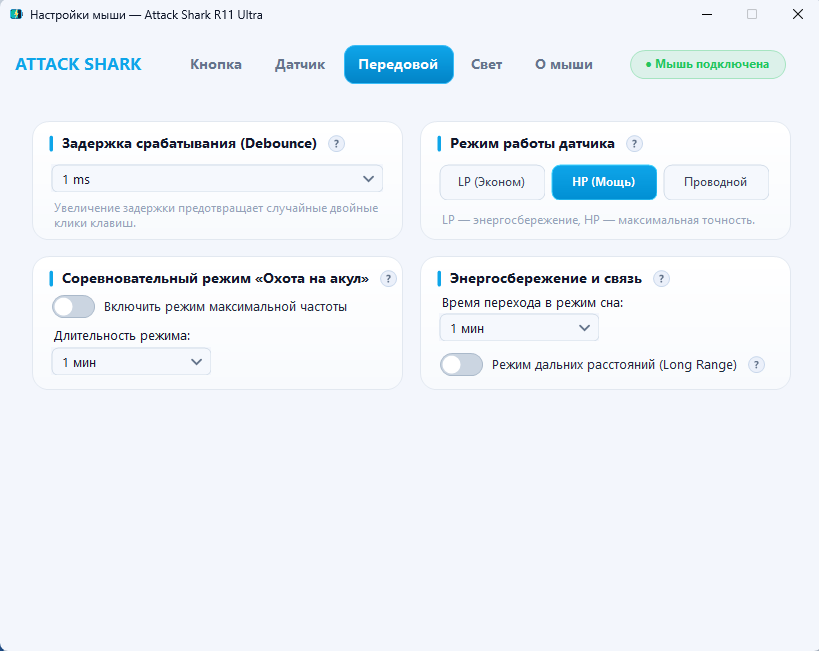 Настройки мыши — Attack Shark R11 Ultra
ATTACK SHARK
Кнопка
Датчик
Передовой
Свет
О мыши
• Мышь подключена
Задержка срабатывания (Debounce) ?
1 ms
Увеличение задержки предотвращает случайные двойные
клики клавиш.
Режим работы датчика ?
LP (Эконом)
HP (Мощь)
Проводной
LP — энергосбережение, HP — максимальная точность.
Соревновательный режим «Охота на акул» ?
Включить режим максимальной частоты
Длительность режима:
1 мин
Энергосбережение и связь ?
Время перехода в режим сна:
1 мин
Режим дальних расстояний (Long Range) ?